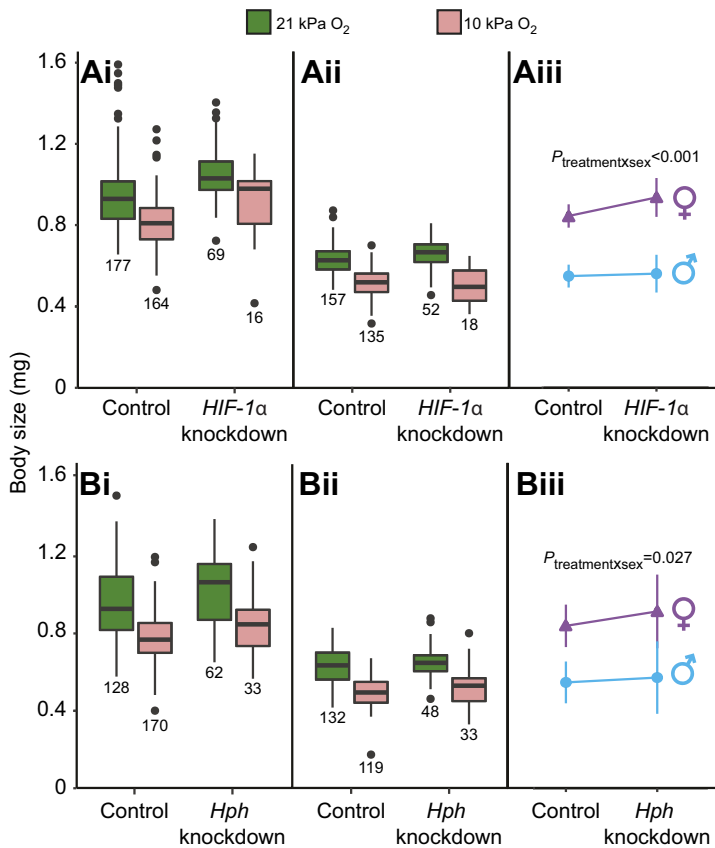 21 kPa O2
10 kPa O2
Body size (mg)
Ai
Aii
Aiii
1.6
1.2
0.8
0.4
0
177
164
69
16
157
135
52
18
Ptreatmentxsex<0.001
♀
♂
Control
HIF-1α
knockdown
Control
HIF-1α
knockdown
Control
HIF-1α
knockdown
Bi
Bii
Biii
1.6
1.2
0.8
0.4
0
128
170
62
33
132
119
48
33
Ptreatmentxsex=0.027
♀
♂
Control
Hph
knockdown
Control
Hph
knockdown
Control
Hph
knockdown